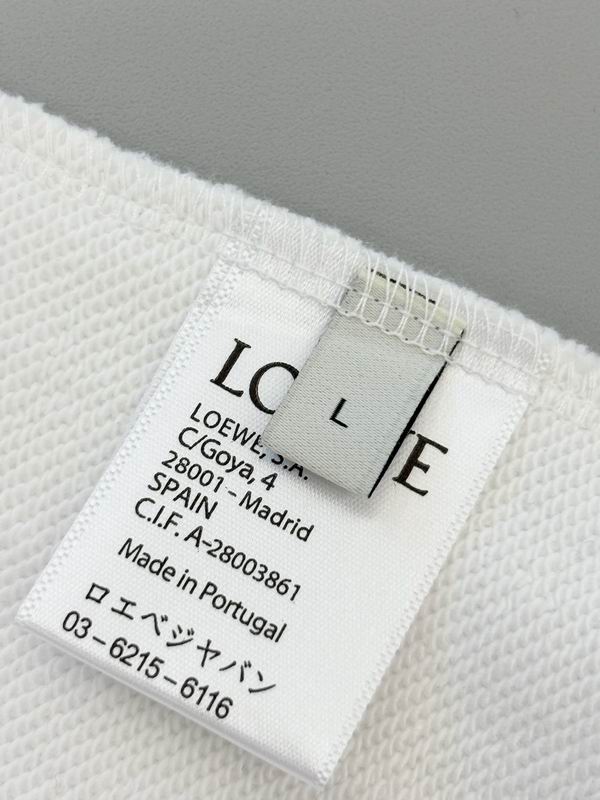 LO E
L
LOEWE, S.A.
C/Goya, 4
28001 - Madrid
SPAIN
C.I.F. A-28003861
Made in Portugal
ロエベジャバン
03-6215-6116